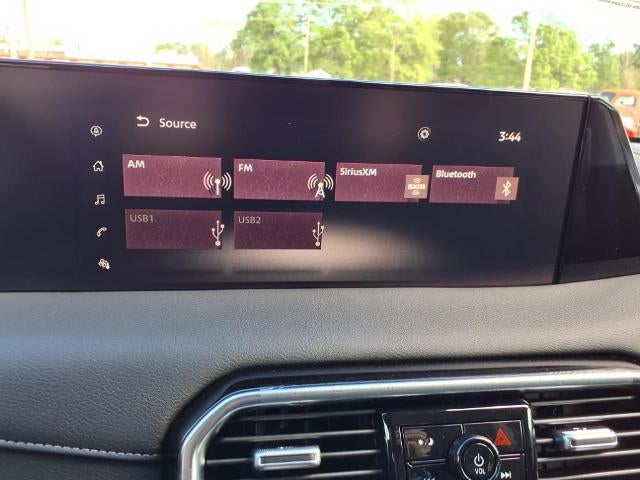 Source
3:44
AM
FM
SiriusXM
Bluetooth
USB1
USB2
VOL